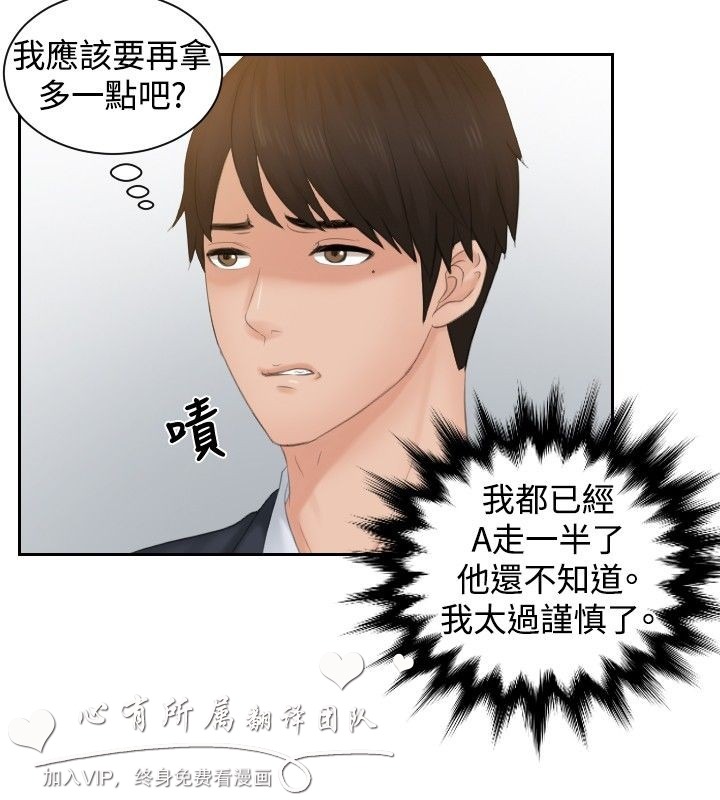 我應該要再拿
多一點吧?
嘖
我都已經
A走一半了
他還不知道。
我太過謹慎了。
心有所属翻译团队
加入VIP，终身免费看漫画